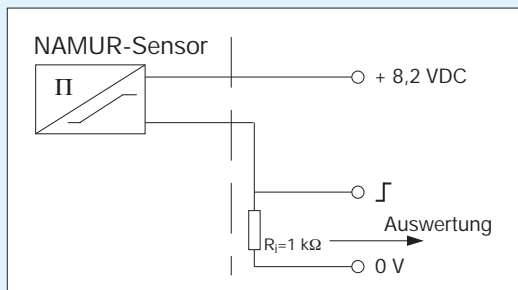 NAMUR-Sensor
Π
+ 8,2 VDC
Auswertung
Ri=1 kΩ
0 V